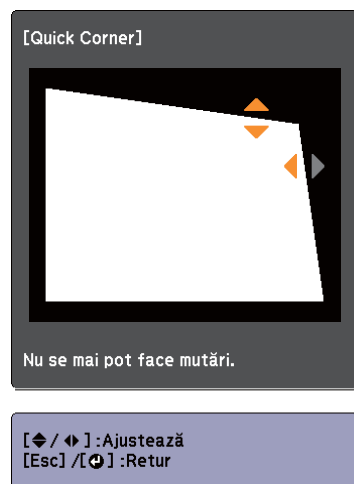 [Quick Corner]
Nu se mai pot face mutări.
[ / ] :Ajustează
[Esc] /[ ] :Retur